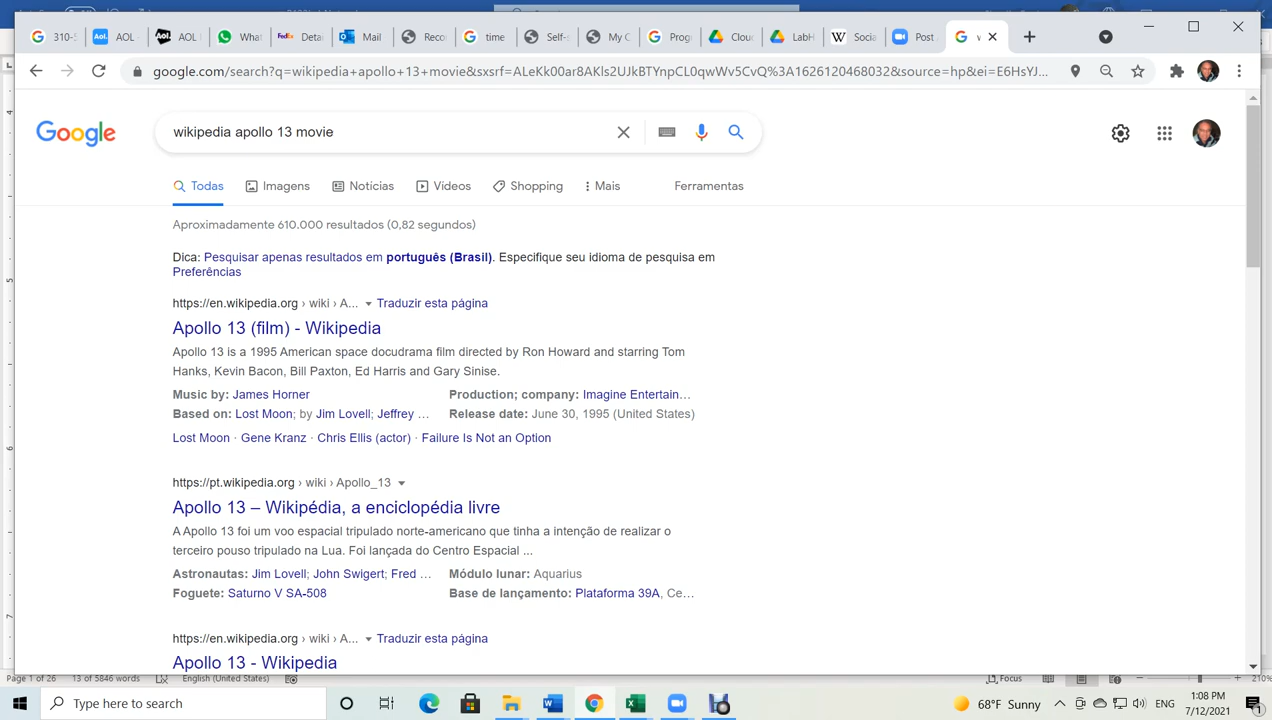 310-5
AOL
AOL
What
FedEx Detai
Mail
Reco
time
Self-
My C
Prog
Clou
LabH
W Socia
Post
google.com/search?q=wikipedia+apollo+13+movie&sxsrf=ALeKk00ar8AKls2UJkBTYnpCL0qwWv5CvQ%3A1626120468032&source=hp&ei=E6HsYJ...
Google
wikipedia apollo 13 movie
Todas
Imagens
Notícias
Vídeos
Shopping
Mais
Ferramentas
Aproximadamente 610.000 resultados (0,82 segundos)
Dica: Pesquisar apenas resultados em português (Brasil). Especifique seu idioma de pesquisa em
Preferências
https://en.wikipedia.org › wiki › A... Traduzir esta página
Apollo 13 (film) - Wikipedia
Apollo 13 is a 1995 American space docudrama film directed by Ron Howard and starring Tom
Hanks, Kevin Bacon, Bill Paxton, Ed Harris and Gary Sinise.
Music by: James Horner
Production; company: Imagine Entertain...
Based on: Lost Moon; by Jim Lovell; Jeffrey ...
Release date: June 30, 1995 (United States)
Lost Moon · Gene Kranz · Chris Ellis (actor) · Failure Is Not an Option
https://pt.wikipedia.org › wiki › Apollo_13
Apollo 13 – Wikipédia, a enciclopédia livre
A Apollo 13 foi um voo espacial tripulado norte-americano que tinha a intenção de realizar o
terceiro pouso tripulado na Lua. Foi lançada do Centro Espacial ...
Astronautas: Jim Lovell; John Swigert; Fred ...
Módulo lunar: Aquarius
Foguete: Saturno V SA-508
Base de lançamento: Plataforma 39A, Ce...
https://en.wikipedia.org › wiki › A... Traduzir esta página
Apollo 13 - Wikipedia
Page 1 of 26
13 of 5846 words
English (United States)
Focus
210%
Type here to search
68°F Sunny
ENG
1:08 PM
7/12/2021